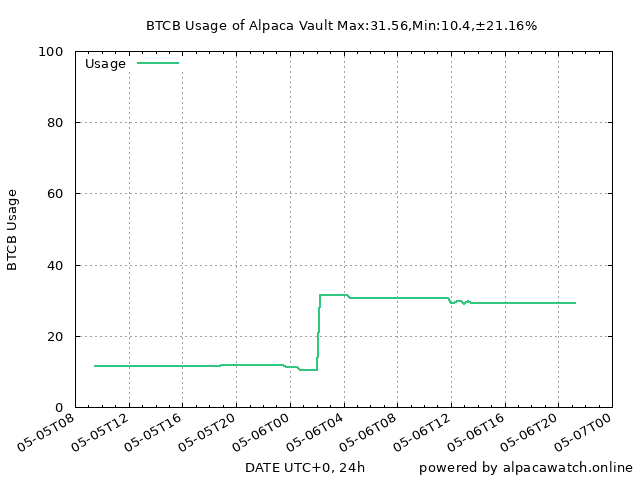 BTCB Usage of Alpaca Vault Max:31.56,Min:10.4,±21.16%
Usage
100
80
60
40
20
0
BTCB Usage
05-05T08
05-05T12
05-05T16
05-05T20
05-06T00
05-06T04
05-06T08
05-06T12
05-06T16
05-06T20
05-07T00
DATE UTC+0, 24h
powered by alpacawatch.online